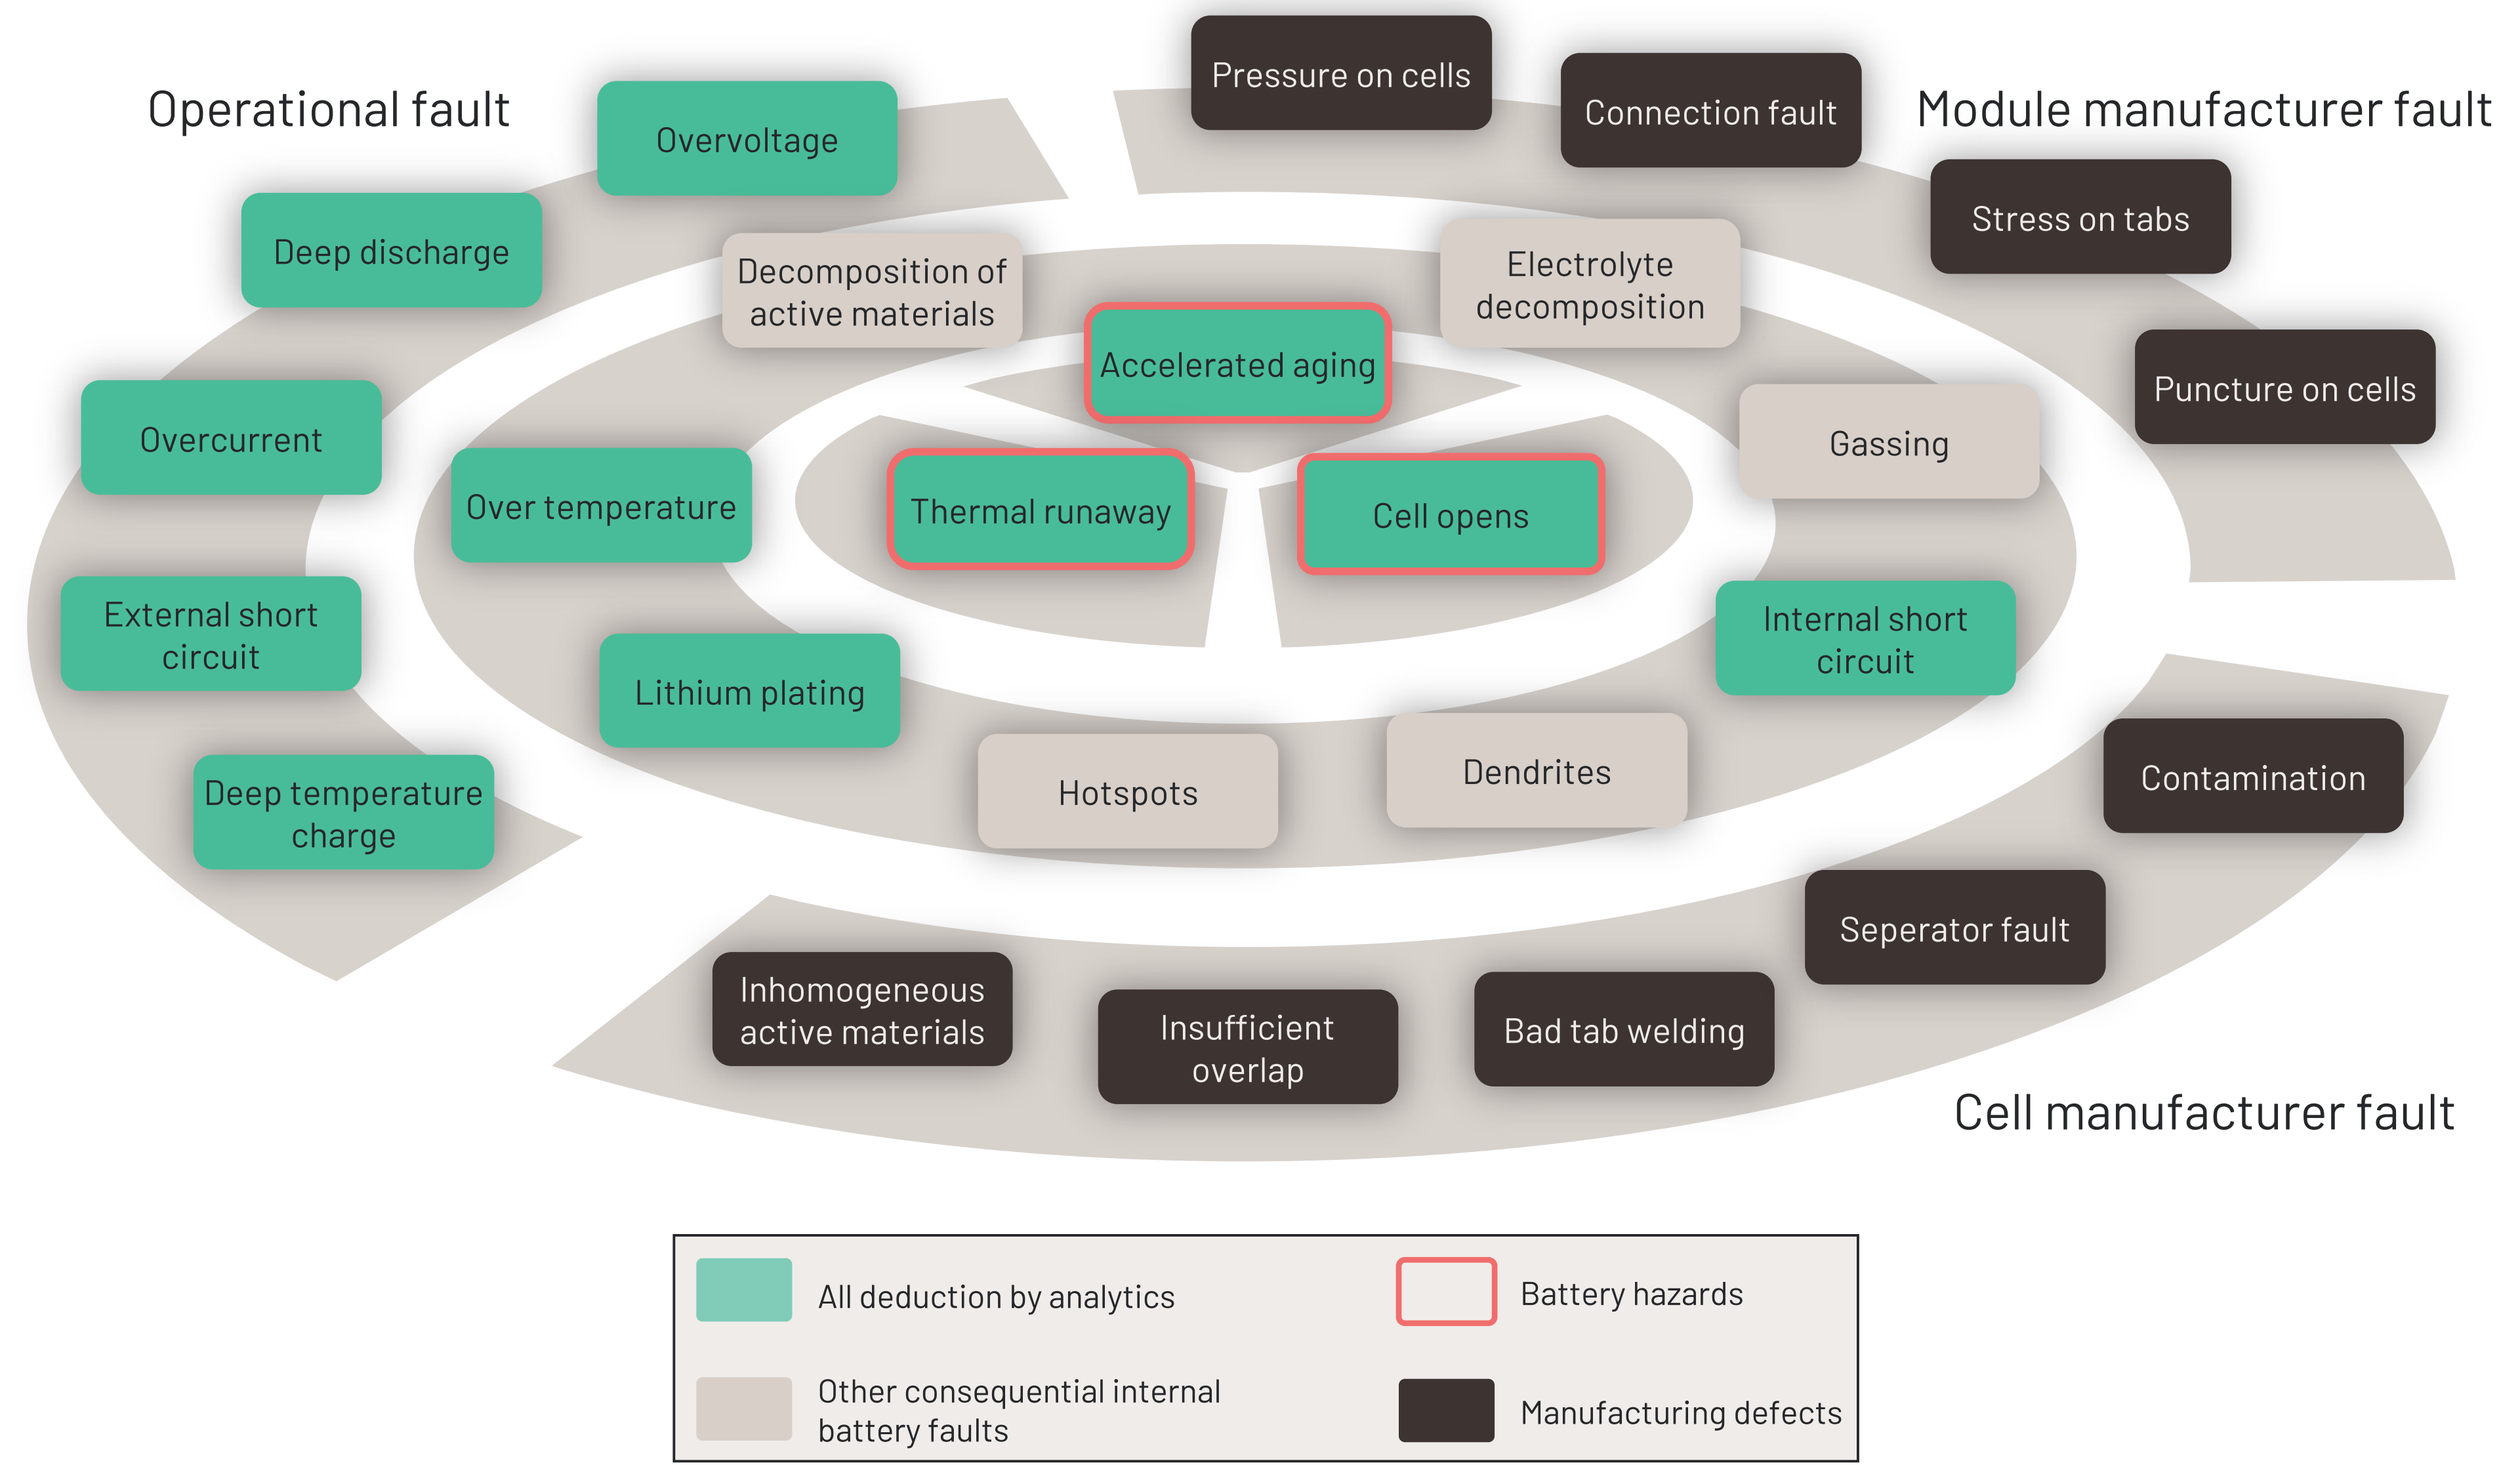 Operational fault
Module manufacturer fault
Pressure on cells
Connection fault
Overvoltage
Stress on tabs
Deep discharge
Decomposition of
active materials
Electrolyte
decomposition
Accelerated aging
Puncture on cells
Overcurrent
Gassing
Over temperature
Thermal runaway
Cell opens
External short
circuit
Internal short
circuit
Lithium plating
Deep temperature
charge
Hotspots
Dendrites
Contamination
Seperator fault
Inhomogeneous
active materials
Insufficient
overlap
Bad tab welding
Cell manufacturer fault
All deduction by analytics
Battery hazards
Other consequential internal
battery faults
Manufacturing defects